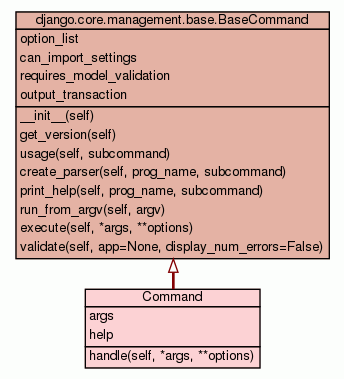 django.core.management.base.BaseCommand
option_list
can_import_settings
requires_model_validation
output_transaction
__init__(self)
get_version(self)
usage(self, subcommand)
create_parser(self, prog_name, subcommand)
print_help(self, prog_name, subcommand)
run_from_argv(self, argv)
execute(self, *args, **options)
validate(self, app=None, display_num_errors=False)
Command
args
help
handle(self, *args, **options)